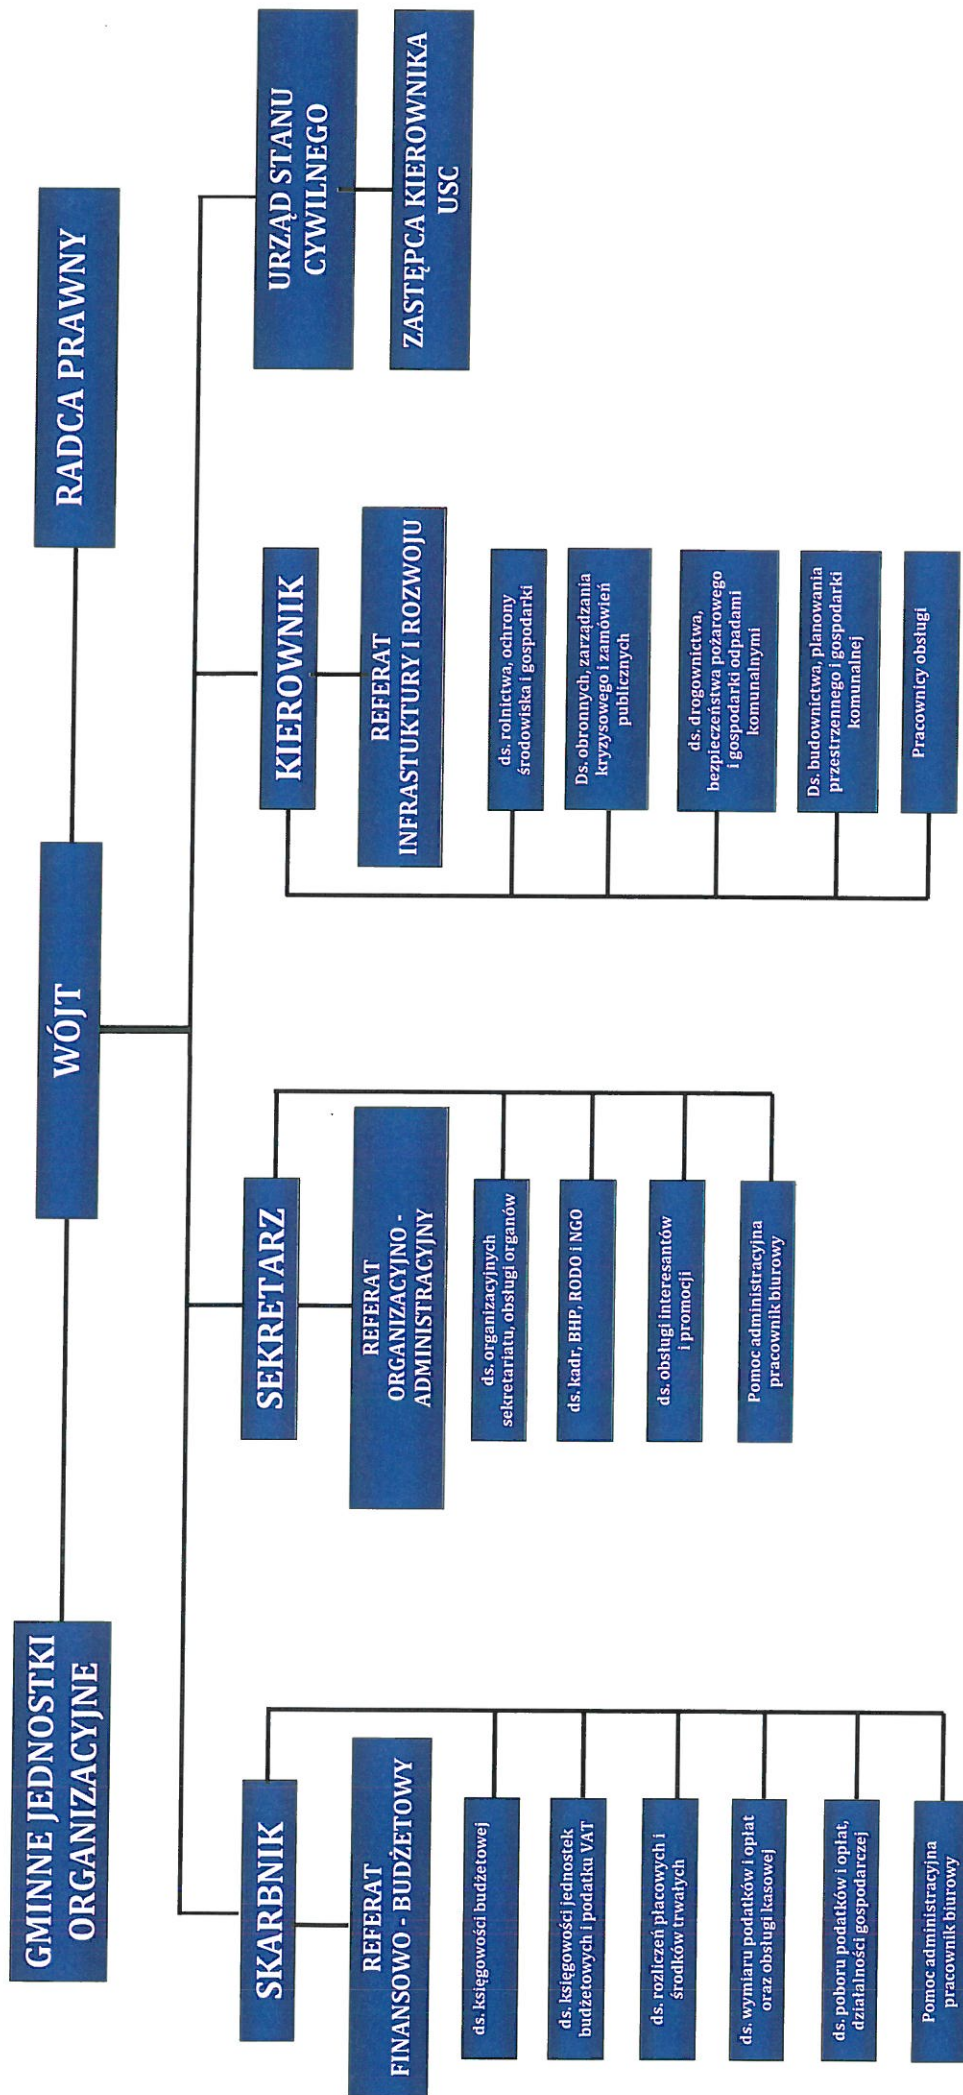 GMINNE JEDNOSTKI
ORGANIZACYJNE
WÓJT
RADCA PRAWNY
SKARBNIK
REFERAT
FINANSOWO - BUDŻETOWY
ds. księgowości budżetowej
ds. księgowości jednostek
budżetowych i podatku VAT
ds. rozliczeń płacowych i
środków trwałych
ds. wymiaru podatków i opłat
oraz obsługi kasowej
ds. poboru podatków i opłat,
działalności gospodarczej
Pomoc administracyjna
pracownik biurowy
SEKRETARZ
REFERAT
ORGANIZACYJNO -
ADMINISTRACYJNY
ds. organizacyjnych
sekretariatu, obsługi organów
ds. kadr, BHP, RODO i NGO
ds. obsługi interesantów
i promocji
Pomoc administracyjna
pracownik biurowy
KIEROWNIK
REFERAT
INFRASTUKTURY I ROZWOJU
ds. rolnictwa, ochrony
środowiska i gospodarki
Ds. obronnych, zarządzania
kryzysowego i zamówień
publicznych
ds. drogownictwa,
bezpieczeństwa pożarowego
i gospodarki odpadami
komunalnymi
Ds. budownictwa, planowania
przestrzennego i gospodarki
komunalnej
Pracownicy obsługi
URZĄD STANU
CYWILNEGO
ZASTĘPCA KIEROWNIKA
USC